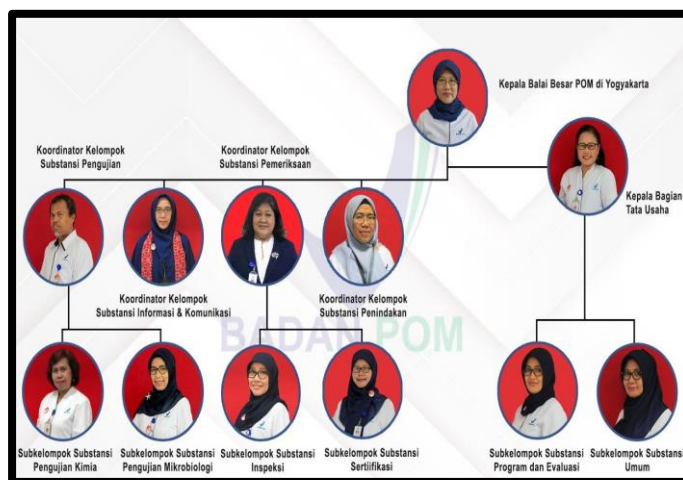 Kepala Balai Besar POM di Yogyakarta
Koordinator Kelompok
Substansi Pengujian
Koordinator Kelompok
Substansi Pemeriksaan
Kepala Bagian
Tata Usaha
Koordinator Kelompok
Substansi Informasi & Komunikasi
Koordinator Kelompok
Substansi Penindakan
BADAN POM
Subkelompok Substansi
Pengujian Kimia
Subkelompok Substansi
Pengujian Mikrobiologi
Subkelompok Substansi
Inspeksi
Subkelompok Substansi
Sertiifikasi
Subkelompok Substansi
Program dan Evaluasi
Subkelompok Substansi
Umum